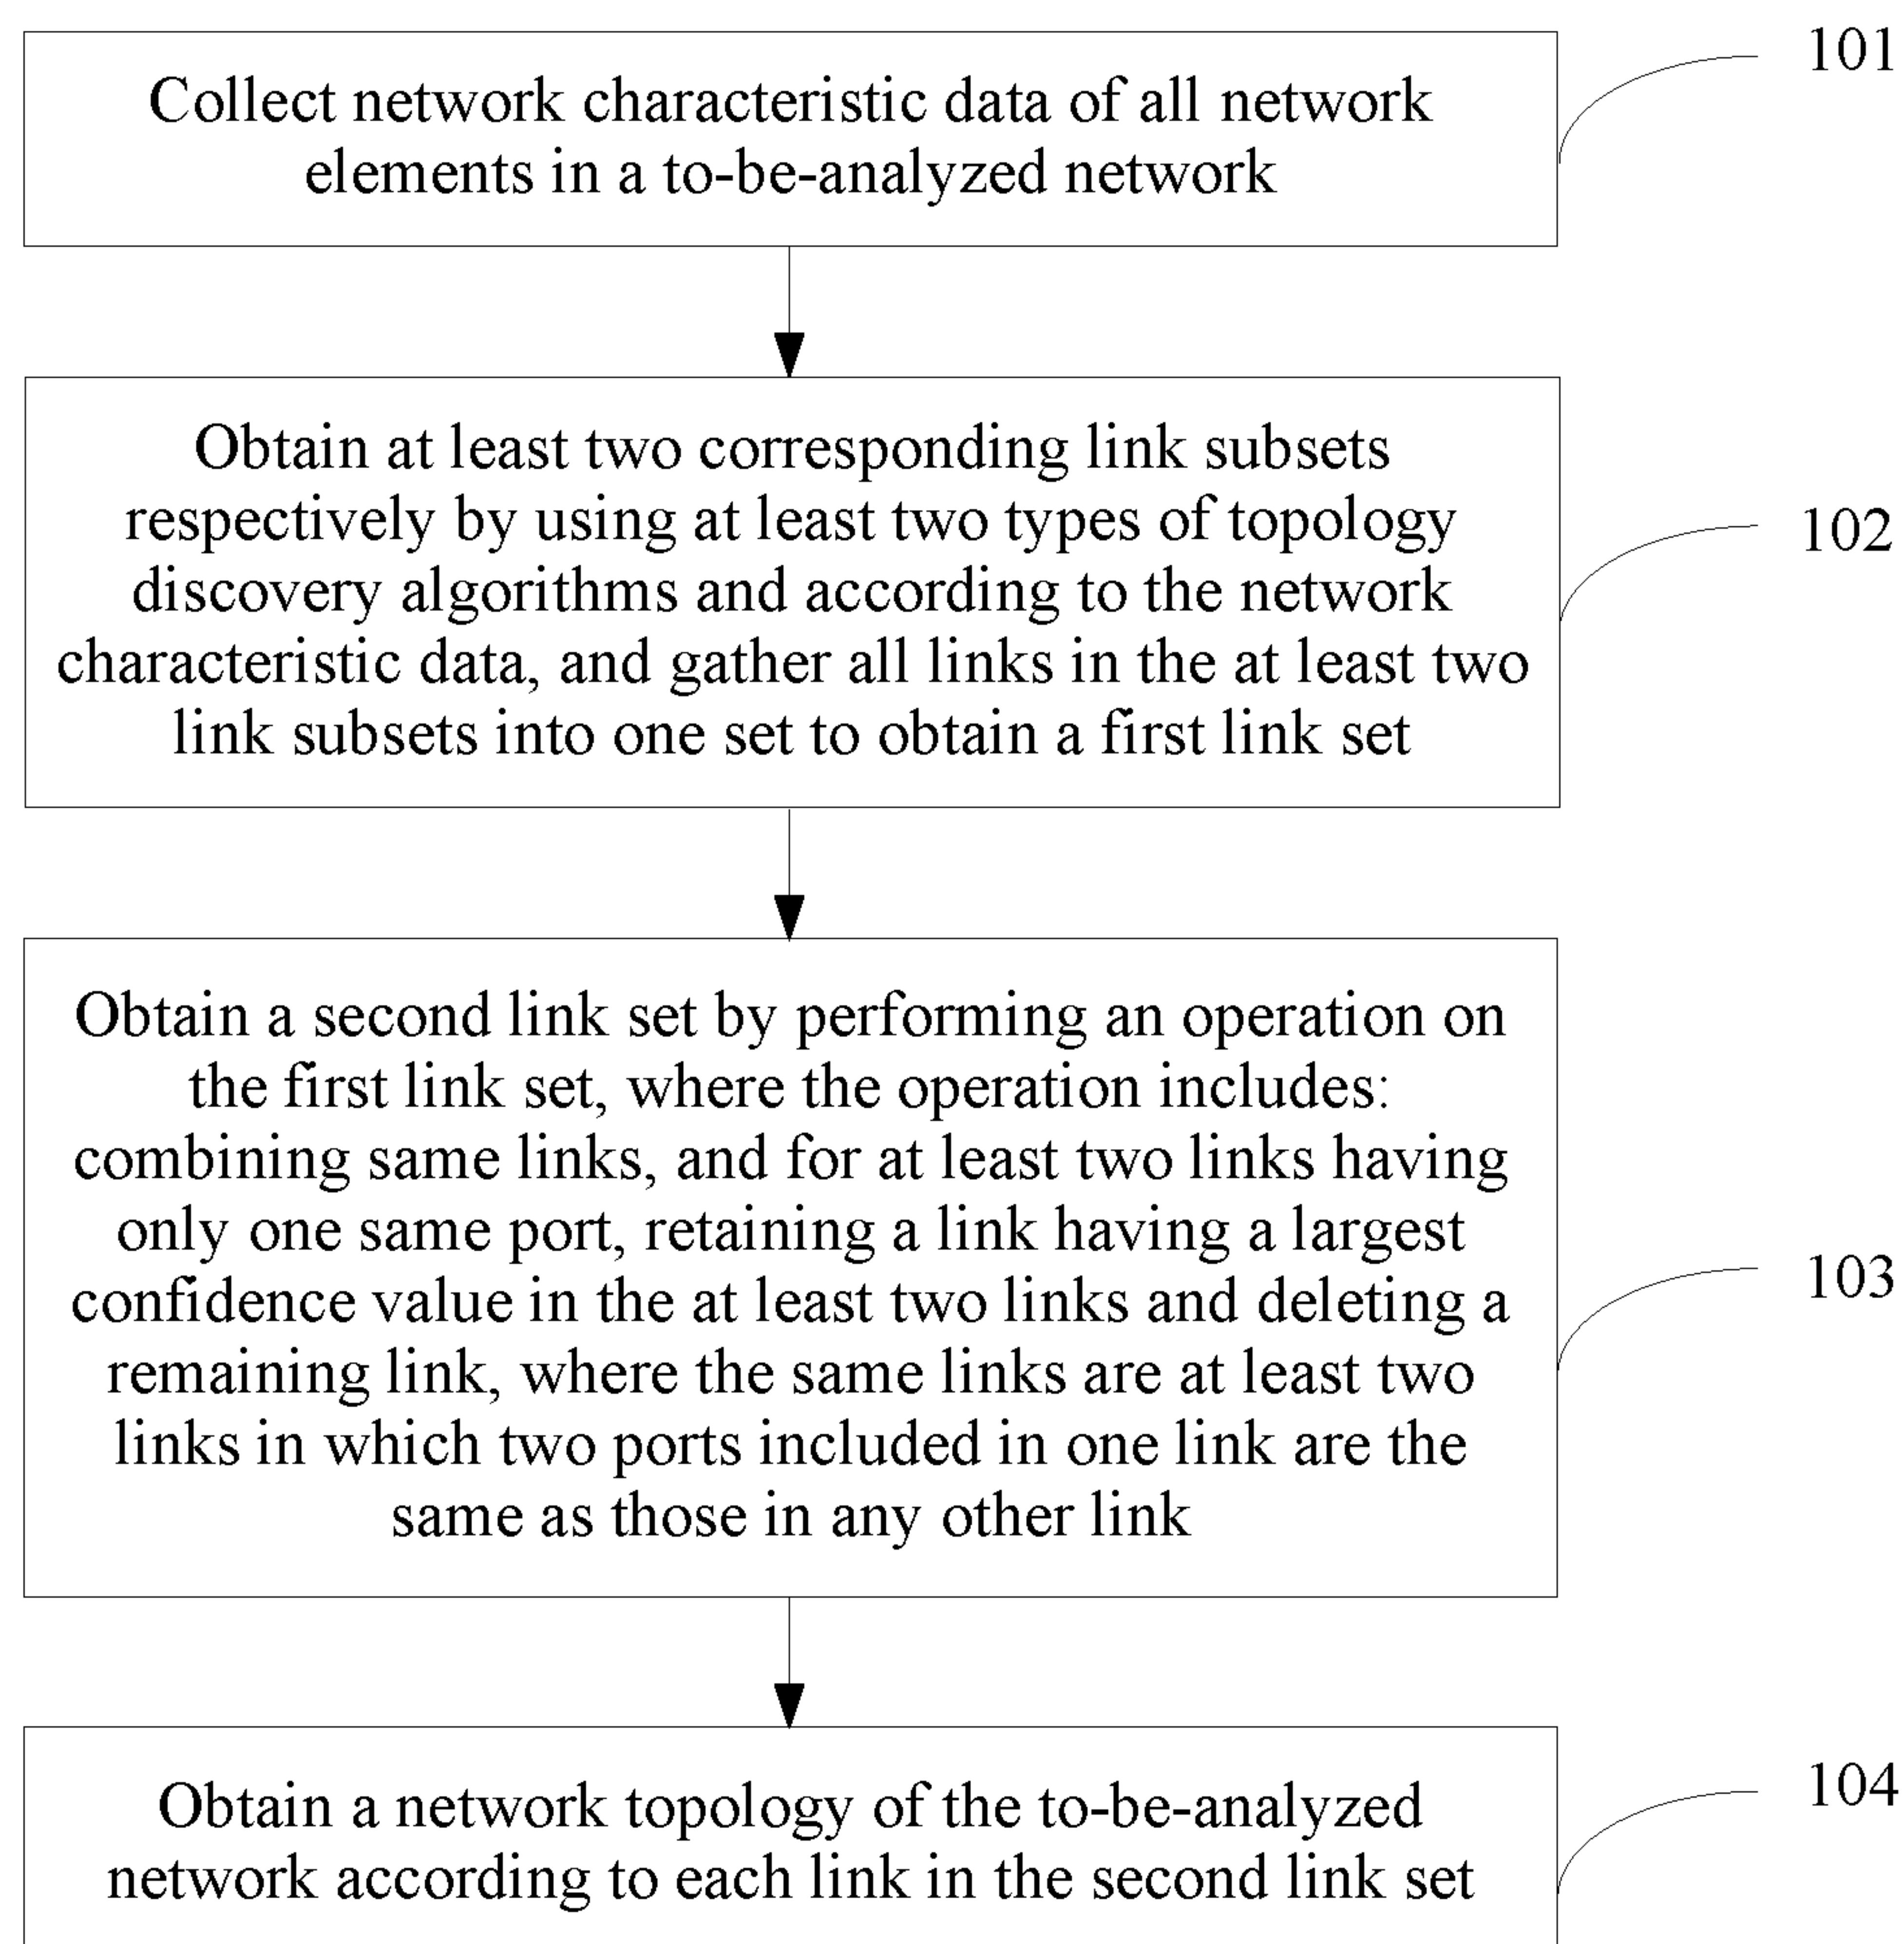 Collect network characteristic data of all network
elements in a to-be-analyzed network
101
Obtain at least two corresponding link subsets
respectively by using at least two types of topology
discovery algorithms and according to the network
characteristic data, and gather all links in the at least two
link subsets into one set to obtain a first link set
102
Obtain a second link set by performing an operation on
the first link set, where the operation includes:
combining same links, and for at least two links having
only one same port, retaining a link having a largest
confidence value in the at least two links and deleting a
remaining link, where the same links are at least two
links in which two ports included in one link are the
same as those in any other link
103
Obtain a network topology of the to-be-analyzed
network according to each link in the second link set
104